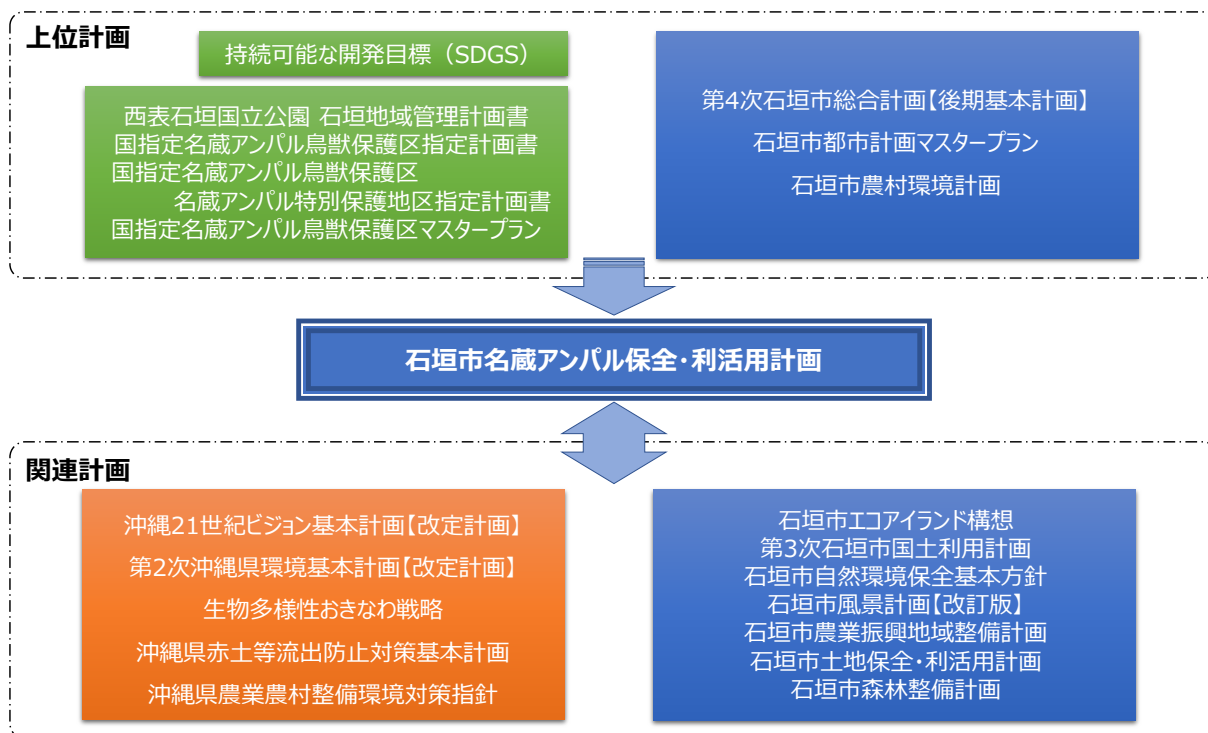 上位計画
持続可能な開発目標（SDGS）
西表石垣国立公園 石垣地域管理計画書
国指定名蔵アンパル鳥獣保護区指定計画書
国指定名蔵アンパル鳥獣保護区
名蔵アンパル特別保護地区指定計画書
国指定名蔵アンパル鳥獣保護区マスタープラン
第4次石垣市総合計画【後期基本計画】
石垣市都市計画マスタープラン
石垣市農村環境計画
石垣市名蔵アンパル保全・利活用計画
関連計画
沖縄21世紀ビジョン基本計画【改定計画】
第2次沖縄県環境基本計画【改定計画】
生物多様性おきなわ戦略
沖縄県赤土等流出防止対策基本計画
沖縄県農業農村整備環境対策指針
石垣市エコアイランド構想
第3次石垣市国土利用計画
石垣市自然環境保全基本方針
石垣市風景計画【改訂版】
石垣市農業振興地域整備計画
石垣市土地保全・利活用計画
石垣市森林整備計画